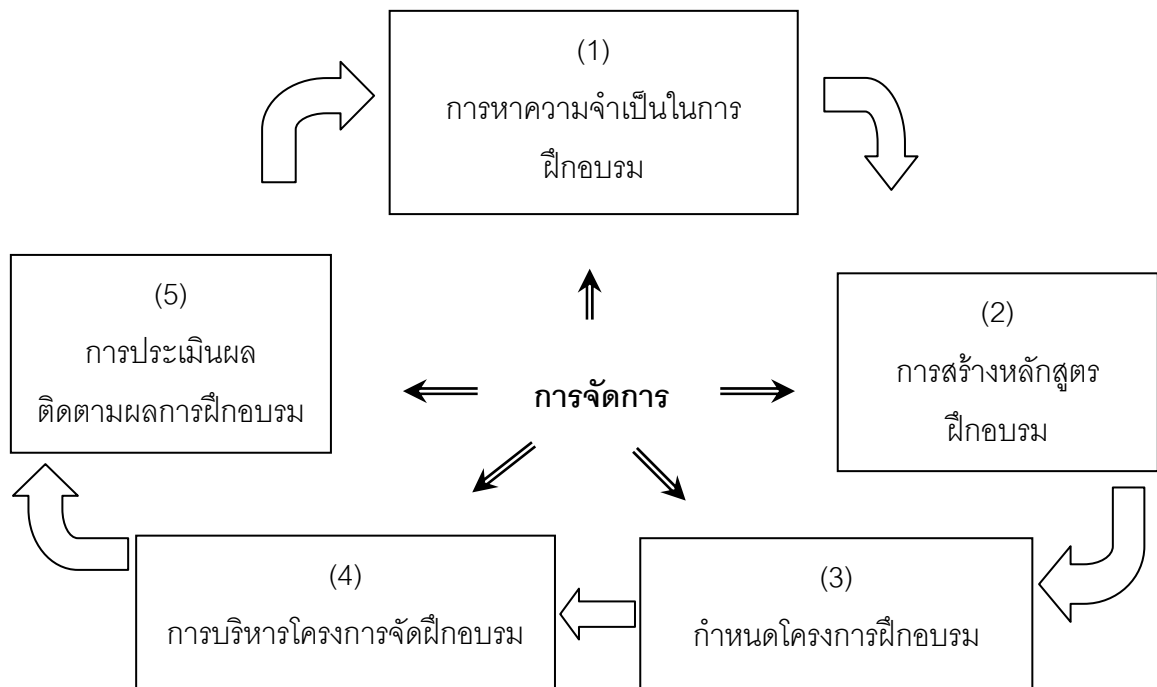 (1)
การหาความจำเป็นในการ
ฝึกอบรม
(5)
การประเมินผล
ติดตามผลการฝึกอบรม
การจัดการ
(2)
การสร้างหลักสูตร
ฝึกอบรม
(4)
การบริหารโครงการจัดฝึกอบรม
(3)
กำหนดโครงการฝึกอบรม